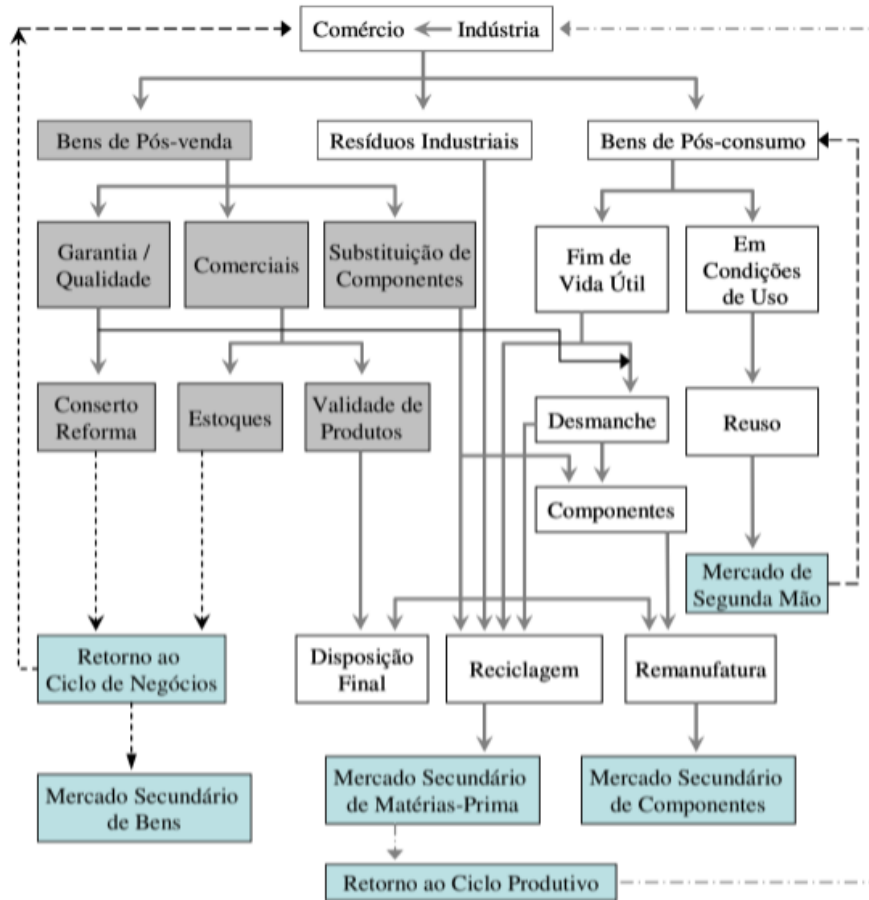 Comércio Indústria
Bens de Pós-venda
Resíduos Industriais
Bens de Pós-consumo
Garantia /
Qualidade
Comerciais
Substituição de
Componentes
Fim de
Vida Útil
Em
Condições
de Uso
Conserto
Reforma
Estoques
Validade de
Produtos
Desmanche
Reuso
Componentes
Mercado de
Segunda Mão
Retorno ao
Ciclo de Negócios
Disposição
Final
Reciclagem
Remanufatura
Mercado Secundário
de Bens
Mercado Secundário
de Matérias-Prima
Mercado Secundário
de Componentes
Retorno ao Ciclo Produtivo